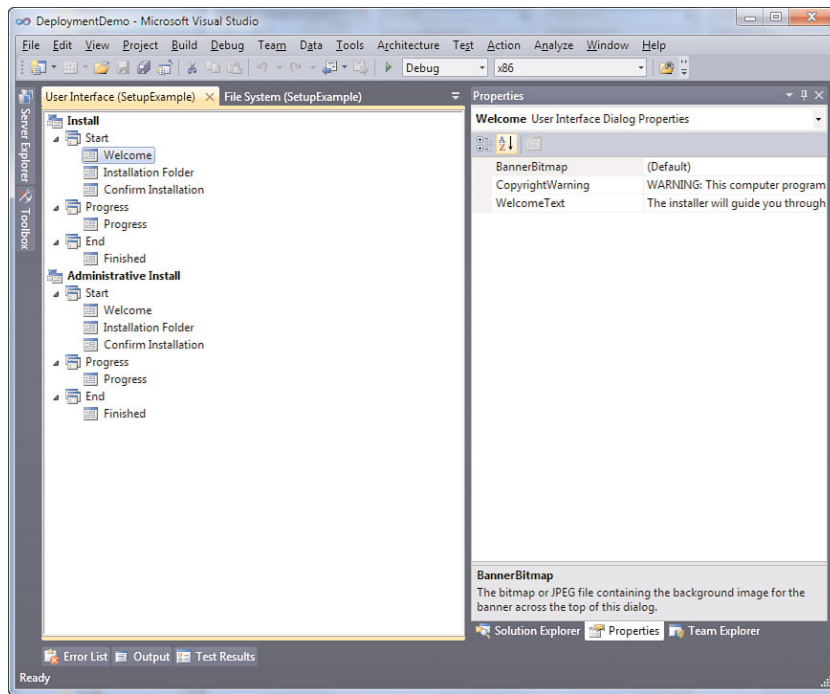 DeploymentDemo - Microsoft Visual Studio
File Edit View Project Build Debug Team Data Tools Architecture Test Action Analyze Window Help
Debug x86
Server Explorer
Toolbox
User Interface (SetupExample) File System (SetupExample)
Install
Start
Welcome
Installation Folder
Confirm Installation
Progress
Progress
End
Finished
Administrative Install
Start
Welcome
Installation Folder
Confirm Installation
Progress
Progress
End
Finished
Properties
Welcome User Interface Dialog Properties
BannerBitmap (Default)
CopyrightWarning WARNING: This computer program
WelcomeText The installer will guide you through
BannerBitmap
The bitmap or JPEG file containing the background image for the
banner across the top of this dialog.
Solution Explorer Properties Team Explorer
Error List Output Test Results
Ready